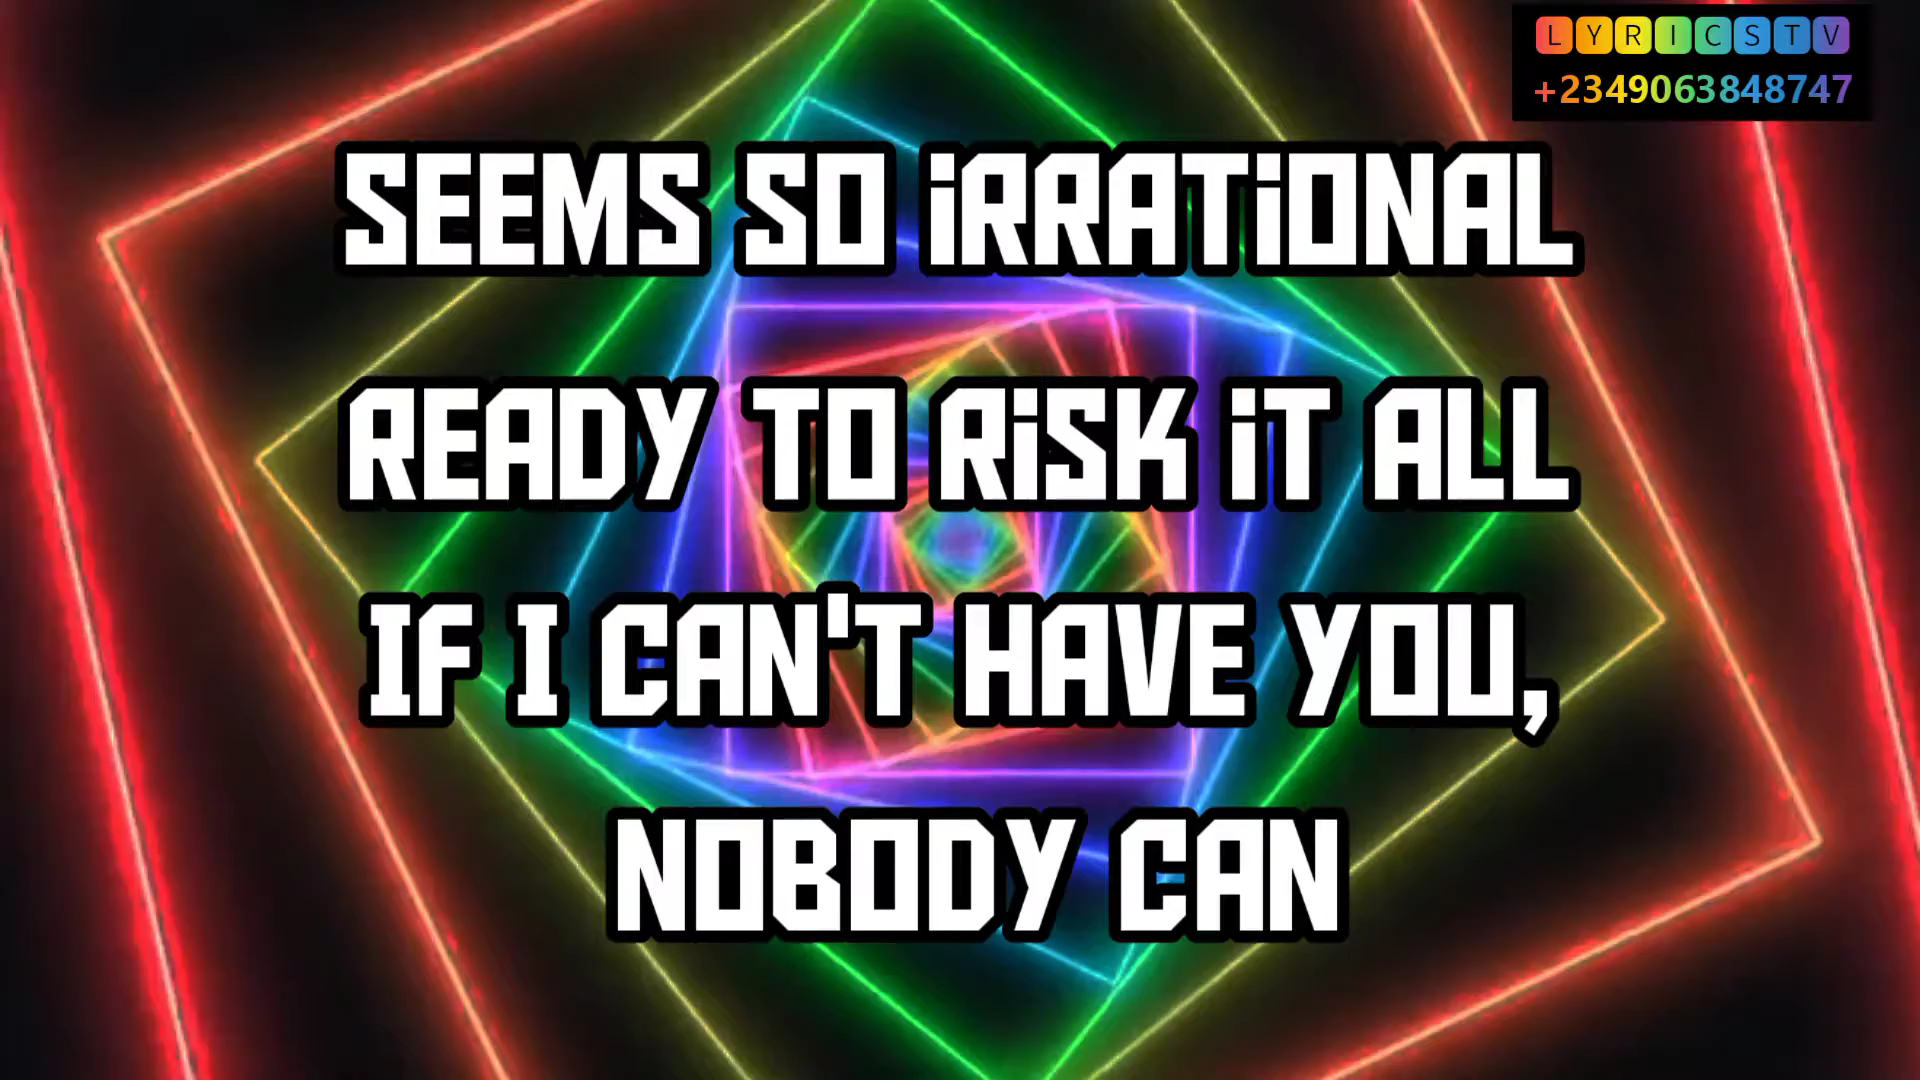 LYRICSTV
+2349063848747
SEEMS SO IRRATIONAL
READY TO RISK IT ALL
IF I CAN'T HAVE YOU,
NOBODY CAN